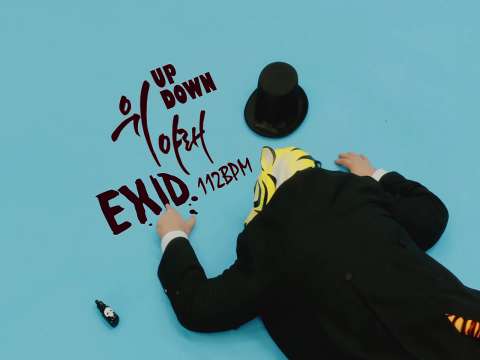 UP
DOWN
위
아래
EXID. 112BPM